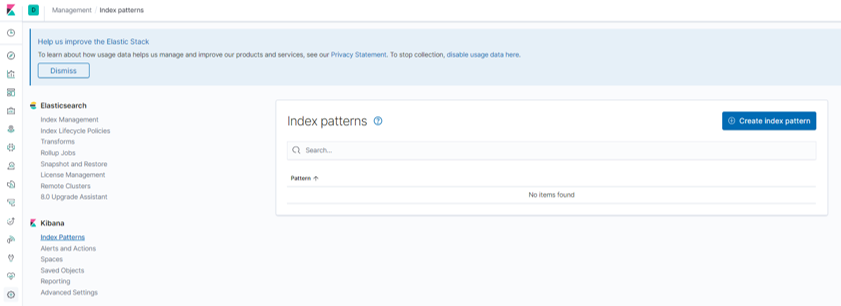 D Management / Index patterns
Help us improve the Elastic Stack
To learn about how usage data helps us manage and improve our products and services, see our Privacy Statement. To stop collection, disable usage data here.
Dismiss
Elasticsearch
Index Management
Index Lifecycle Policies
Transforms
Rollup Jobs
Snapshot and Restore
License Management
Remote Clusters
8.0 Upgrade Assistant
Kibana
Index Patterns
Alerts and Actions
Spaces
Saved Objects
Reporting
Advanced Settings
Index patterns
Create index pattern
Search...
Pattern
No items found